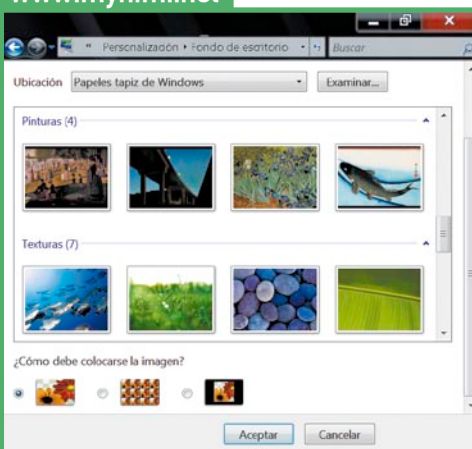 Personalización Fondo de escritorio Buscar
Ubicación Papeles tapiz de Windows Examinar...
Pinturas (4)
Texturas (7)
¿Cómo debe colocarse la imagen?
Aceptar Cancelar